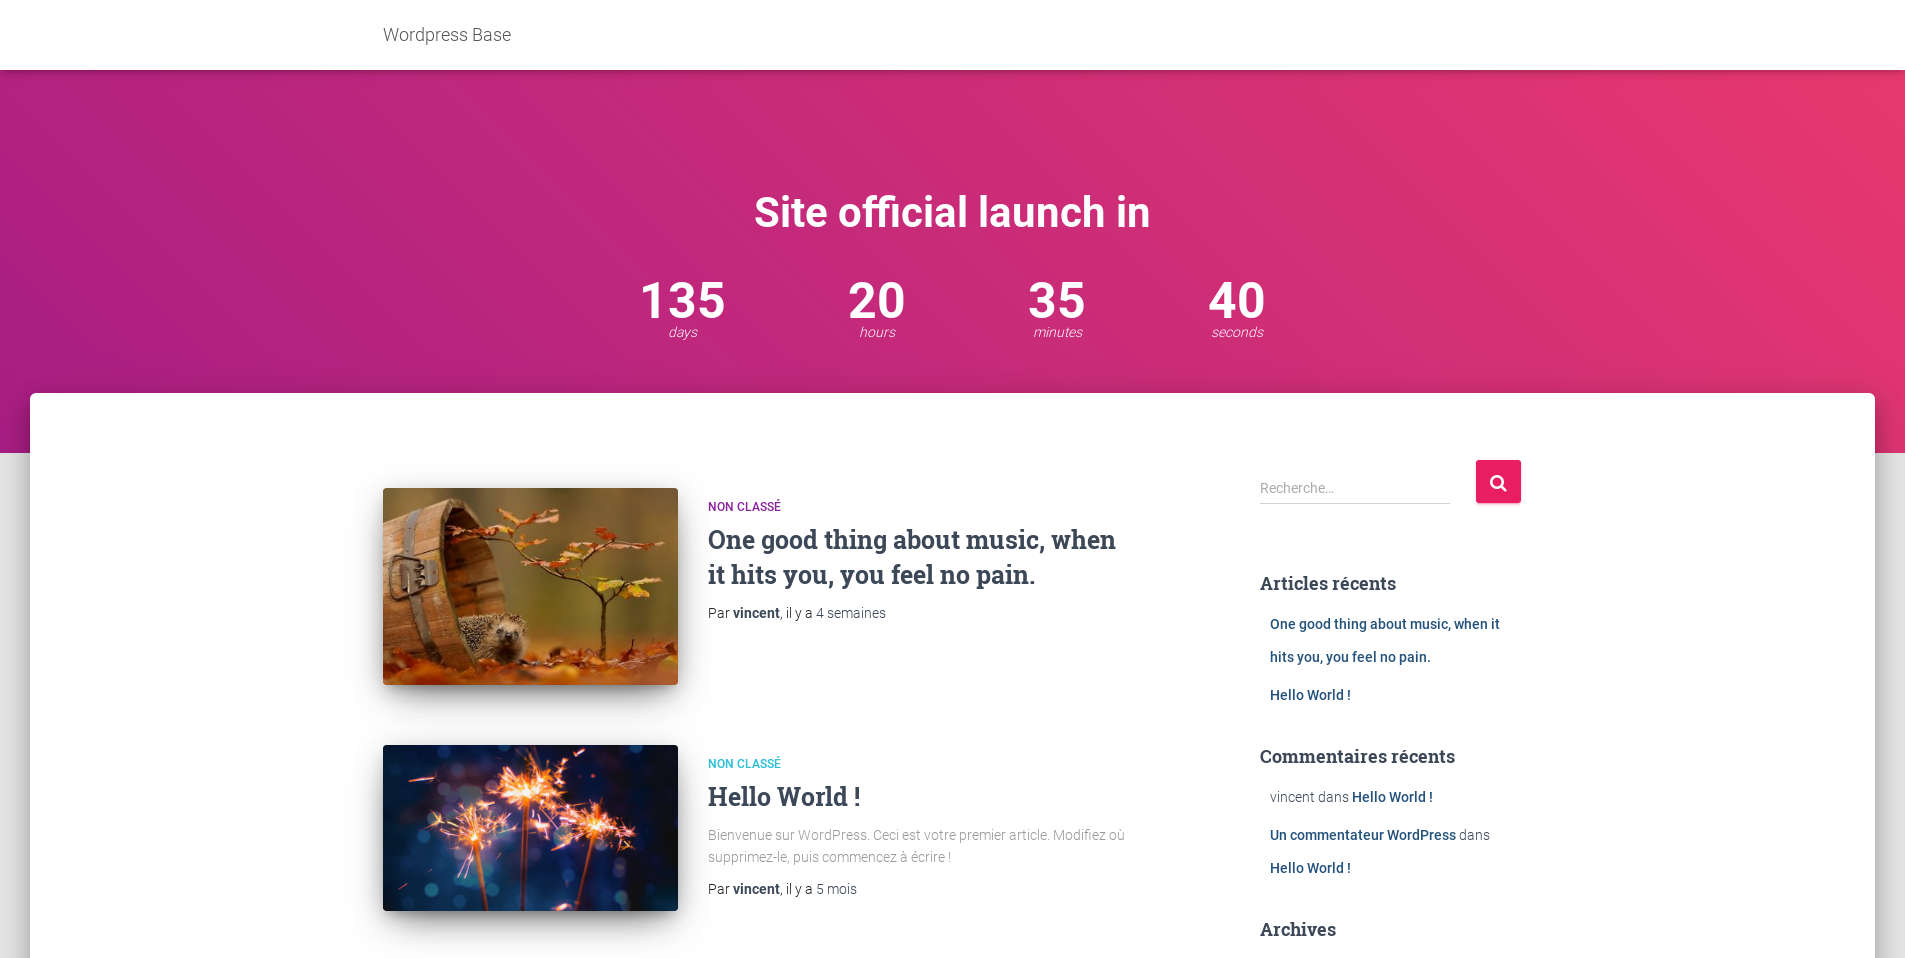 Wordpress Base
Site official launch in
135 20 35 40
days hours minutes seconds
NON CLASSÉ
One good thing about music, when
it hits you, you feel no pain.
Par vincent, il y a 4 semaines
NON CLASSÉ
Hello World !
Bienvenue sur WordPress. Ceci est votre premier article. Modifiez où
supprimez-le, puis commencez à écrire !
Par vincent, il y a 5 mois
Recherche…
Articles récents
One good thing about music, when it
hits you, you feel no pain.
Hello World !
Commentaires récents
vincent dans Hello World !
Un commentateur WordPress dans
Hello World !
Archives